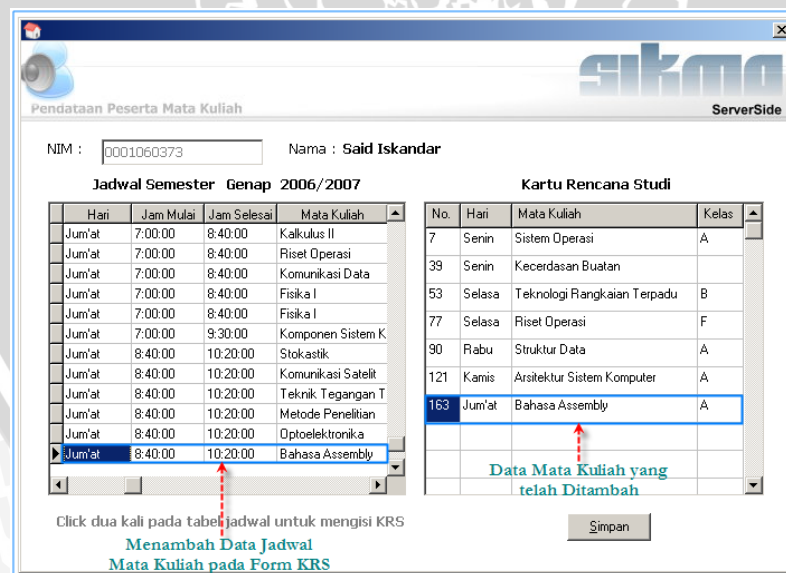 sikma
Pendataan Peserta Mata Kuliah
ServerSide
NIM : 0001060373 Nama : Said Iskandar
Jadwal Semester Genap 2006/2007
Hari Jam Mulai Jam Selesai Mata Kuliah
Jum'at 7:00:00 8:40:00 Kalkulus II
Jum'at 7:00:00 8:40:00 Riset Operasi
Jum'at 7:00:00 8:40:00 Komunikasi Data
Jum'at 7:00:00 8:40:00 Fisika I
Jum'at 7:00:00 8:40:00 Fisika I
Jum'at 7:00:00 9:30:00 Komponen Sistem K
Jum'at 8:40:00 10:20:00 Stokastik
Jum'at 8:40:00 10:20:00 Komunikasi Satelit
Jum'at 8:40:00 10:20:00 Teknik Tegangan T
Jum'at 8:40:00 10:20:00 Metode Penelitian
Jum'at 8:40:00 10:20:00 Optoelektronika
Jum'at 8:40:00 10:20:00 Bahasa Assembly
Click dua kali pada tabel jadwal untuk mengisi KRS
Menambah Data Jadwal
Mata Kuliah pada Form KRS
Kartu Rencana Studi
No. Hari Mata Kuliah Kelas
7 Senin Sistem Operasi A
39 Senin Kecerdasan Buatan
53 Selasa Teknologi Rangkaian Terpadu B
77 Selasa Riset Operasi F
90 Rabu Struktur Data A
121 Kamis Arsitektur Sistem Komputer A
163 Jum'at Bahasa Assembly A
Data Mata Kuliah yang
telah Ditambah
Simpan